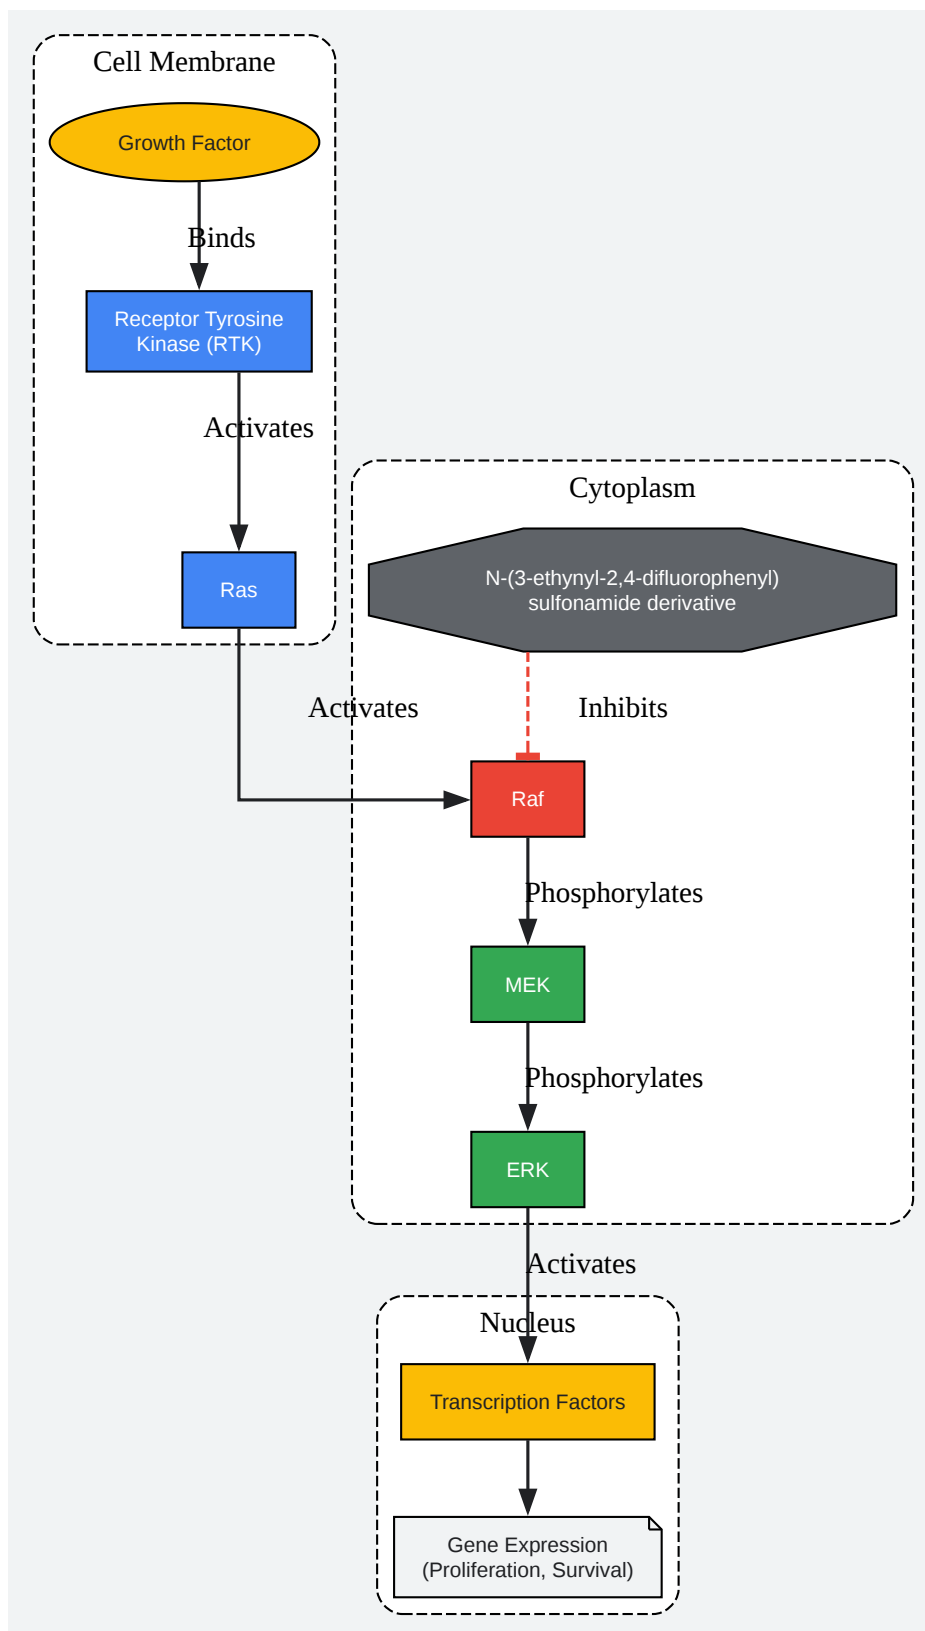 Cell Membrane
Growth Factor
Binds
Receptor Tyrosine
Kinase (RTK)
Activates
Ras
Cytoplasm
N-(3-ethynyl-2,4-difluorophenyl)
sulfonamide derivative
Activates
Inhibits
Raf
Phosphorylates
MEK
Phosphorylates
ERK
Activates
Nucleus
Transcription Factors
Gene Expression
(Proliferation, Survival)